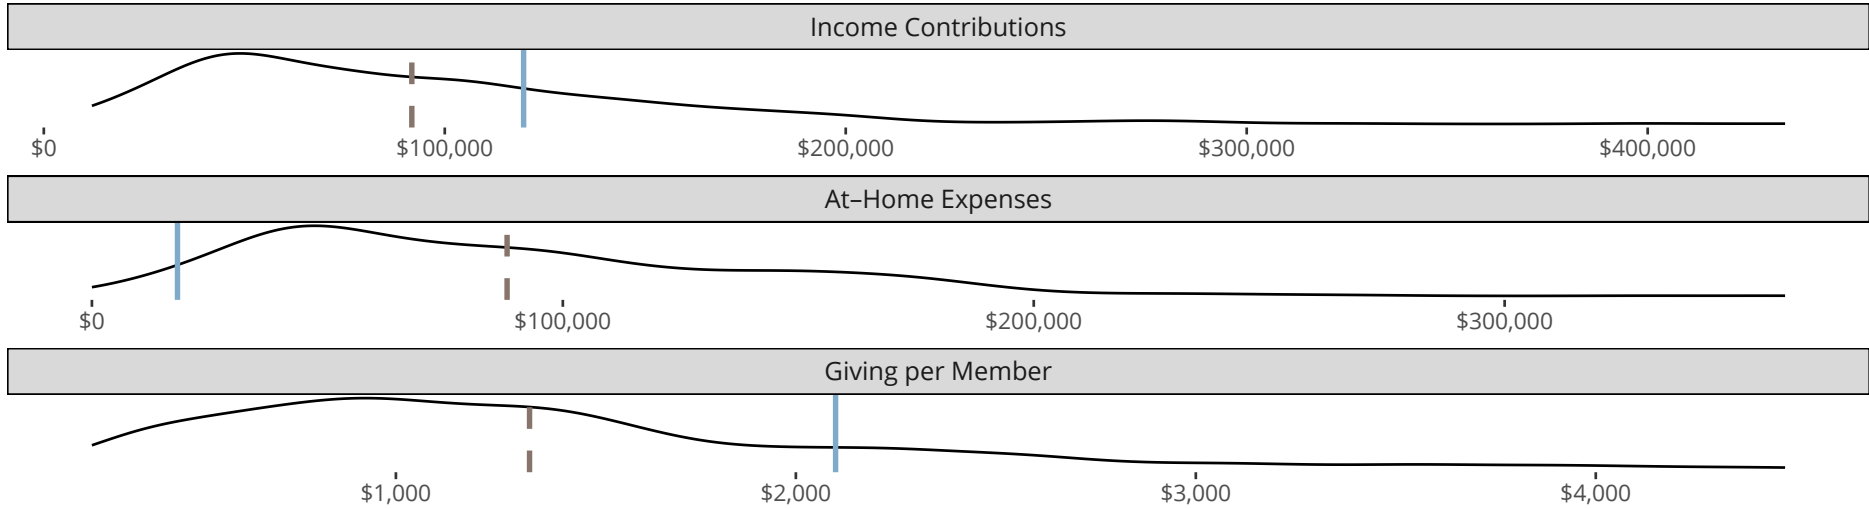 Income Contributions
$0 $100,000 $200,000 $300,000 $400,000
At–Home Expenses
$0 $100,000 $200,000 $300,000
Giving per Member
$1,000 $2,000 $3,000 $4,000